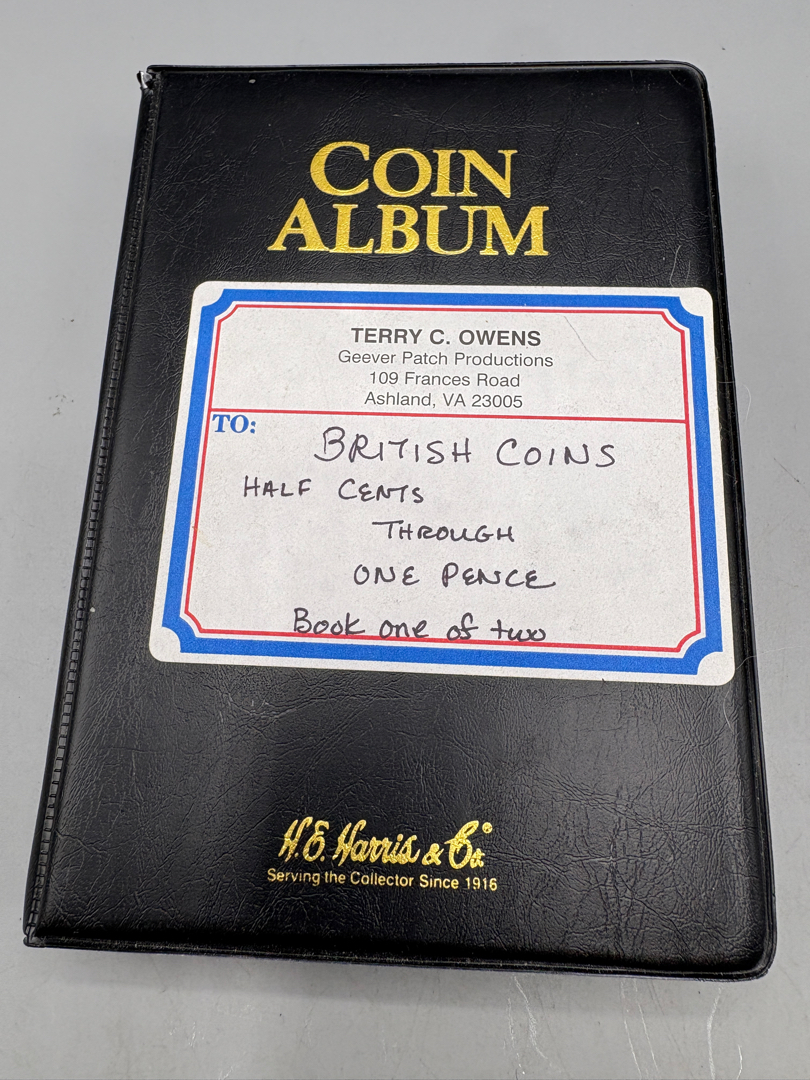 COIN
ALBUM
TERRY C. OWENS
Geever Patch Productions
109 Frances Road
Ashland, VA 23005
TO:
BRITISH COINS
HALF CENTS
THROUGH
ONE PENCE
Book one of two
H.E. Harris & Co.®
Serving the Collector Since 1916